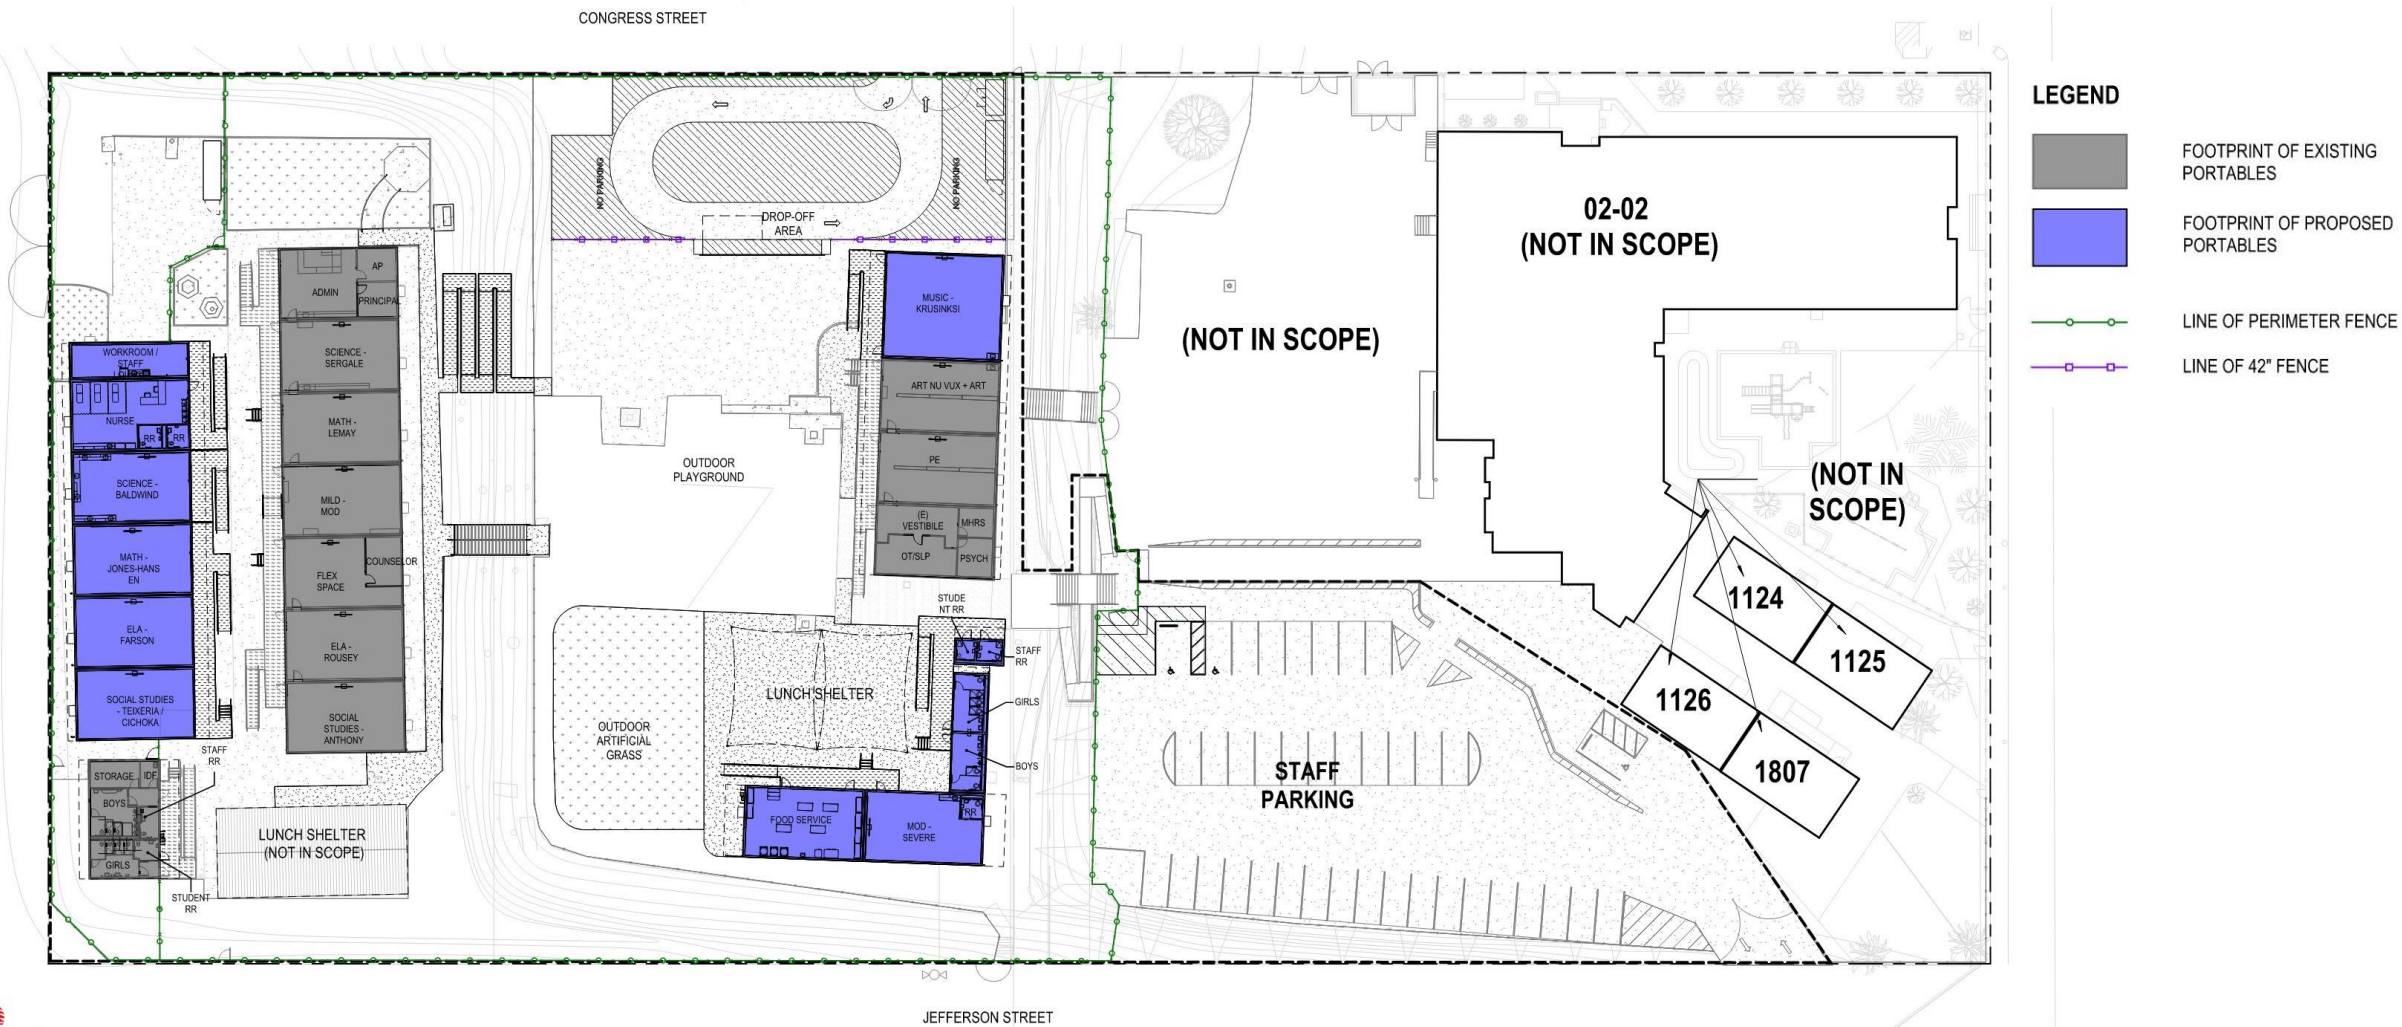 CONGRESS STREET
LEGEND
FOOTPRINT OF EXISTING
PORTABLES
FOOTPRINT OF PROPOSED
PORTABLES
LINE OF PERIMETER FENCE
LINE OF 42" FENCE
NO PARKING
NO PARKING
DROP-OFF
AREA
02-02
(NOT IN SCOPE)
(NOT IN SCOPE)
(NOT IN
SCOPE)
AP
ADMIN
PRINCIPAL
SCIENCE -
SERGALE
MATH -
LEMAY
MILD -
MOD
COUNSELOR
FLEX
SPACE
ELA -
ROUSEY
SOCIAL
STUDIES -
ANTHONY
WORKROOM /
STAFF
NURSE
RR
RR
SCIENCE -
BALDWIND
MATH -
JONES-HANS
EN
ELA -
FARSON
SOCIAL STUDIES
- TEIXERIA /
CICHOKA
STAFF
RR
STORAGE
IDF
BOYS
GIRLS
STUDENT
RR
LUNCH SHELTER
(NOT IN SCOPE)
MUSIC -
KRUSINKSI
ART NU VUX + ART
PE
(E)
VESTIBILE
MHRS
OT/SLP
PSYCH
OUTDOOR
PLAYGROUND
OUTDOOR
ARTIFICIAL
GRASS
LUNCH SHELTER
STUDE
NT RR
STAFF
RR
GIRLS
BOYS
FOOD SERVICE
MOD -
SEVERE
RR
STAFF
PARKING
1124
1125
1126
1807
JEFFERSON STREET